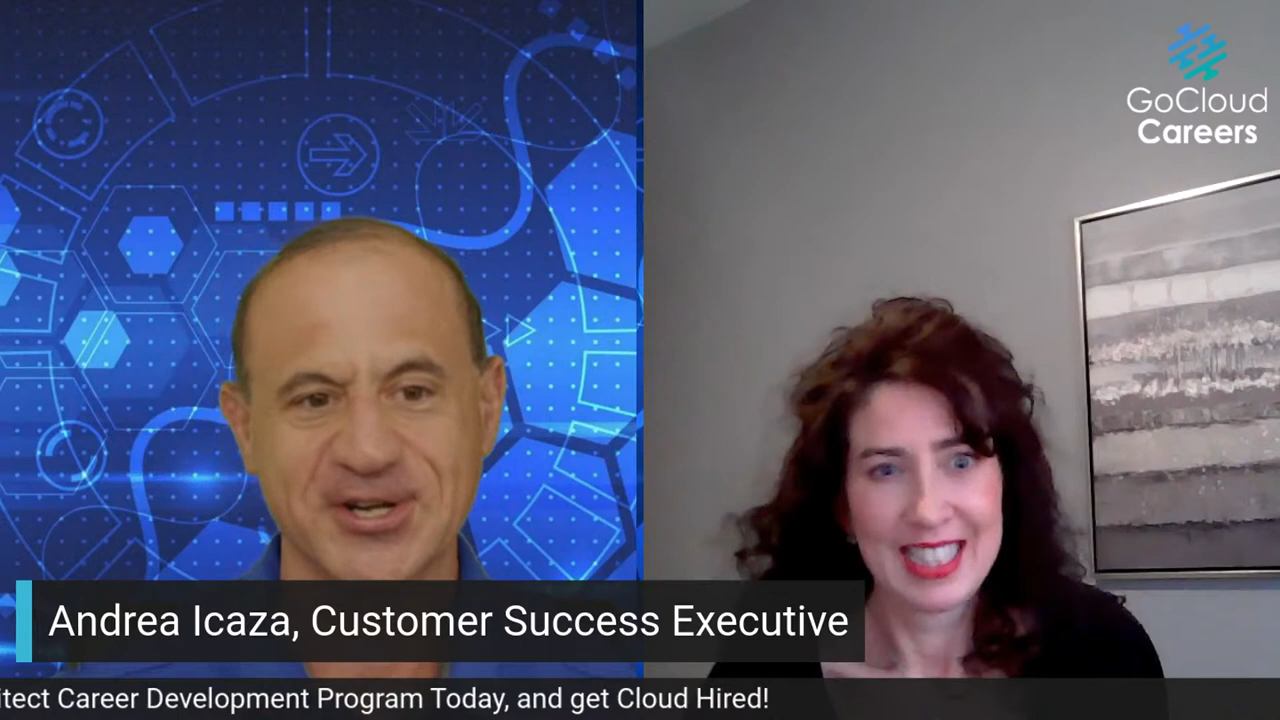 GoCloud
Careers
Andrea Icaza, Customer Success Executive
itect Career Development Program Today, and get Cloud Hired!